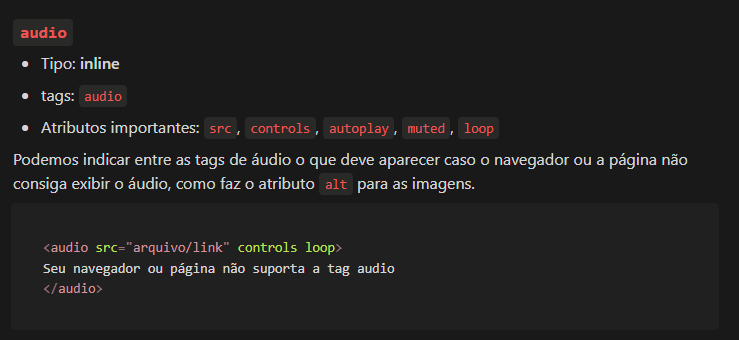 audio
• Tipo: inline
• tags: audio
• Atributos importantes: src, controls, autoplay, muted, loop
Podemos indicar entre as tags de áudio o que deve aparecer caso o navegador ou a página não
consiga exibir o áudio, como faz o atributo alt para as imagens.
<audio src="arquivo/link" controls loop>
Seu navegador ou página não suporta a tag audio
</audio>